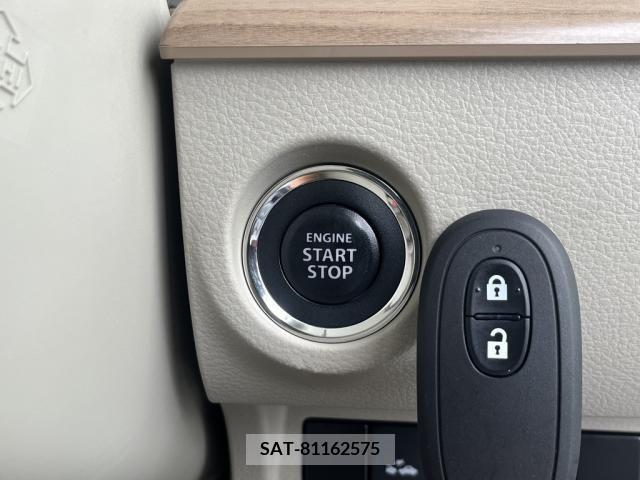 ENGINE
START
STOP
SAT-81162575